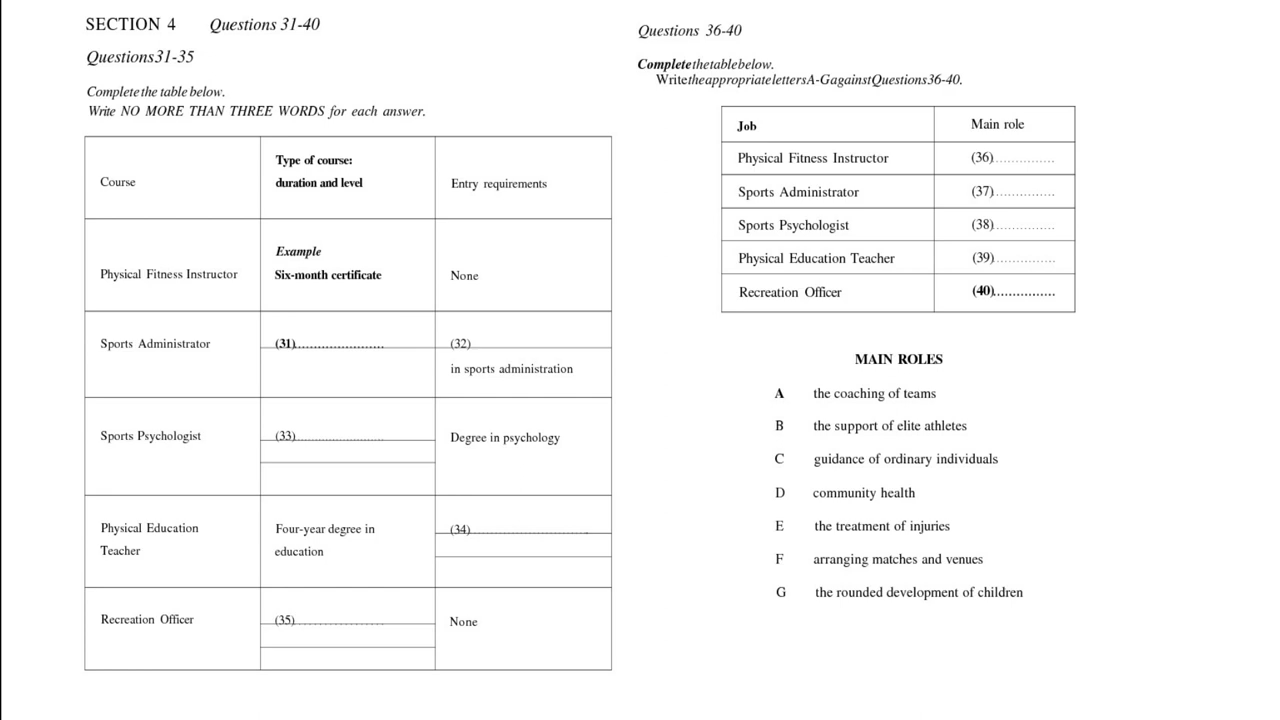 SECTION 4 Questions 31-40
Questions31-35
Complete the table below.
Write NO MORE THAN THREE WORDS for each answer.
Course
Type of course:
duration and level
Entry requirements
Physical Fitness Instructor
Example
Six-month certificate
None
Sports Administrator
(31)......................
(32)
in sports administration
Sports Psychologist
(33)......................
Degree in psychology
Physical Education
Teacher
Four-year degree in
education
(34)..............................
Recreation Officer
(35)......................
None
Questions 36-40
Completethetablebelow.
WritetheappropriatelettersA-GagainstQuestions36-40.
Job Main role
Physical Fitness Instructor (36)...............
Sports Administrator (37)...............
Sports Psychologist (38)...............
Physical Education Teacher (39)...............
Recreation Officer (40)................
MAIN ROLES
A the coaching of teams
B the support of elite athletes
C guidance of ordinary individuals
D community health
E the treatment of injuries
F arranging matches and venues
G the rounded development of children